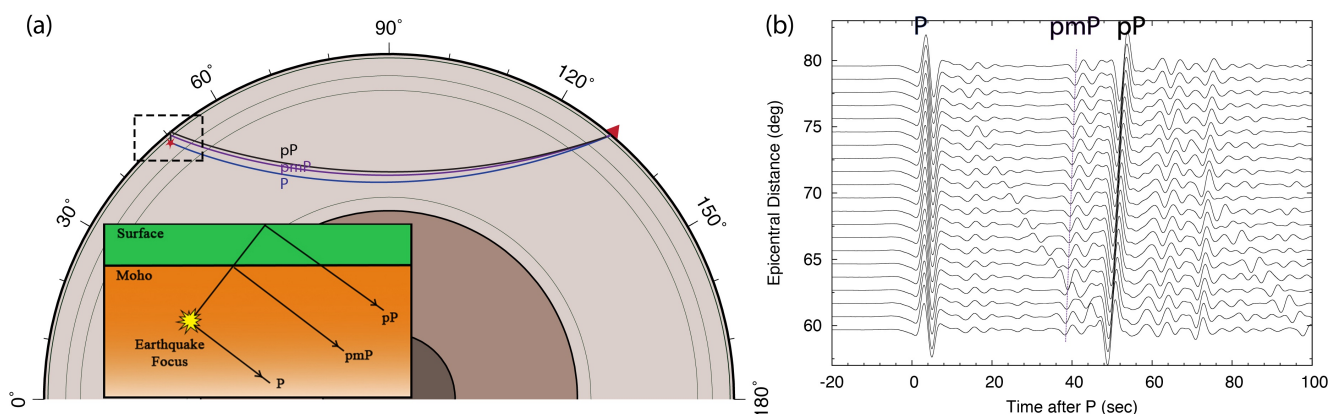 (a)
90°
60°
120°
30°
150°
0°
180°
pP
pmP
P
Surface
Moho
Earthquake
Focus
pP
pmP
P
(b)
P pmP pP
Epicentral Distance (deg)
80
75
70
65
60
-20 0 20 40 60 80 100
Time after P (sec)